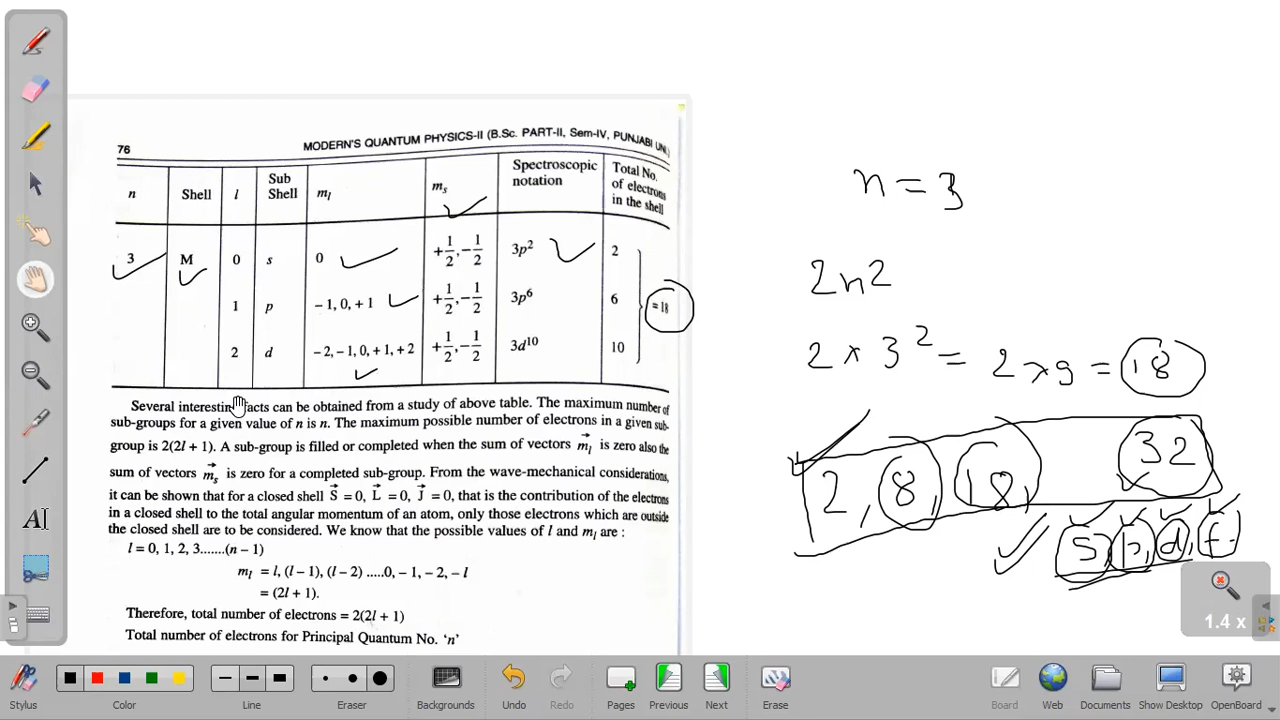 76
MODERN'S QUANTUM PHYSICS-II (B.Sc. PART-II, Sem-IV, PUNJABI UN.)
n Shell l Sub Shell mₗ mₛ Spectroscopic notation Total No. of electrons in the shell
3 M 0 s 0 +1/2, -1/2 3p² 2
1 p -1, 0, +1 +1/2, -1/2 3p⁶ 6
2 d -2, -1, 0, +1, +2 +1/2, -1/2 3d¹⁰ 10
=18
Several interesting facts can be obtained from a study of above table. The maximum number of
sub-groups for a given value of n is n. The maximum possible number of electrons in a given sub-
group is 2(2l + 1). A sub-group is filled or completed when the sum of vectors m⃗ₗ is zero also the
sum of vectors m⃗ₛ is zero for a completed sub-group. From the wave-mechanical considerations,
it can be shown that for a closed shell S⃗ = 0, L⃗ = 0, J⃗ = 0, that is the contribution of the electrons
in a closed shell to the total angular momentum of an atom, only those electrons which are outside
the closed shell are to be considered. We know that the possible values of l and mₗ are :
l = 0, 1, 2, 3.......(n – 1)
mₗ = l, (l – 1), (l – 2) .....0, – 1, – 2, – l
= (2l + 1).
Therefore, total number of electrons = 2(2l + 1)
Total number of electrons for Principal Quantum No. 'n'
n = 3
2n2
2 × 3² = 2 × 9 = 18
2, 8, 18, 32
s, p, d, f
1.4 x
Stylus
Color
Line
Eraser
Backgrounds
Undo
Redo
Pages
Previous
Next
Erase
Board
Web
Documents
Show Desktop
OpenBoard